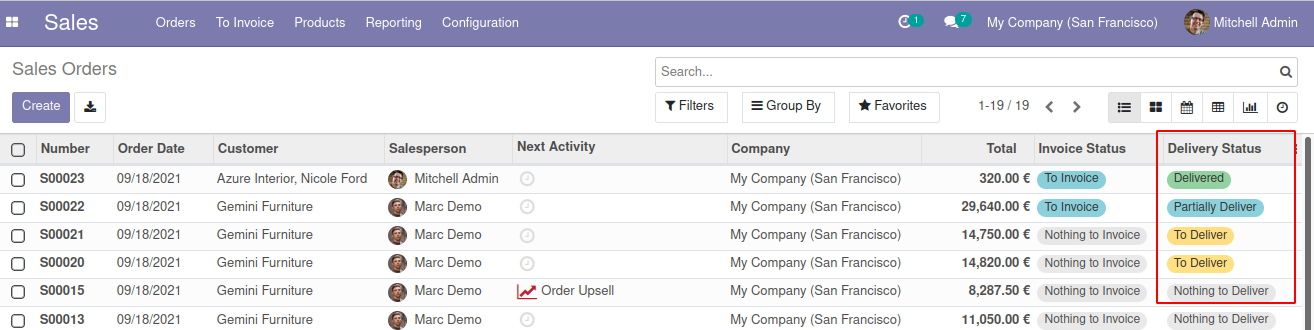 Sales Orders To Invoice Products Reporting Configuration 1 7 My Company (San Francisco) Mitchell Admin
Sales Orders Search...
Create Filters Group By Favorites 1-19 / 19
Number Order Date Customer Salesperson Next Activity Company Total Invoice Status Delivery Status
S00023 09/18/2021 Azure Interior, Nicole Ford Mitchell Admin My Company (San Francisco) 320.00 € To Invoice Delivered
S00022 09/18/2021 Gemini Furniture Marc Demo My Company (San Francisco) 29,640.00 € To Invoice Partially Deliver
S00021 09/18/2021 Gemini Furniture Marc Demo My Company (San Francisco) 14,750.00 € Nothing to Invoice To Deliver
S00020 09/18/2021 Gemini Furniture Marc Demo My Company (San Francisco) 14,820.00 € Nothing to Invoice To Deliver
S00015 09/18/2021 Gemini Furniture Marc Demo Order Upsell My Company (San Francisco) 8,287.50 € Nothing to Invoice Nothing to Deliver
S00013 09/18/2021 Gemini Furniture Marc Demo My Company (San Francisco) 11,050.00 € Nothing to Invoice Nothing to Deliver